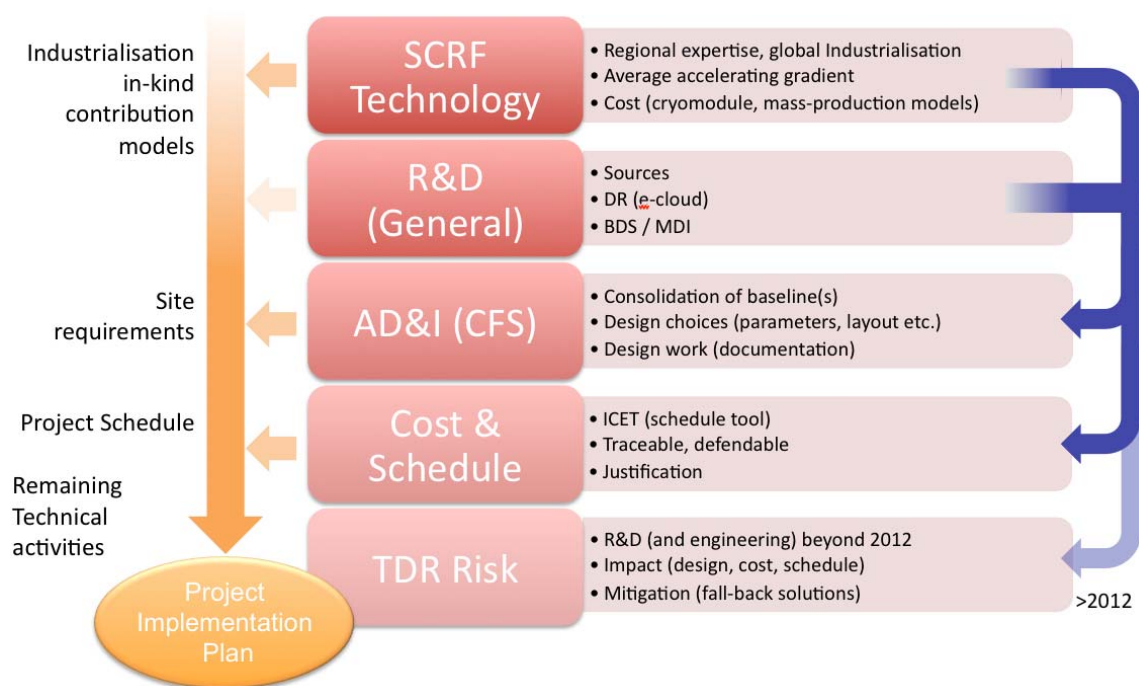 Industrialisation
in-kind
contribution
models
SCRF
Technology
• Regional expertise, global Industrialisation
• Average accelerating gradient
• Cost (cryomodule, mass-production models)
R&D
(General)
• Sources
• DR (e-cloud)
• BDS / MDI
Site
requirements
AD&I (CFS)
• Consolidation of baseline(s)
• Design choices (parameters, layout etc.)
• Design work (documentation)
Project Schedule
Cost &
Schedule
• ICET (schedule tool)
• Traceable, defendable
• Justification
Remaining
Technical
activities
TDR Risk
• R&D (and engineering) beyond 2012
• Impact (design, cost, schedule)
• Mitigation (fall-back solutions)
>2012
Project
Implementation
Plan